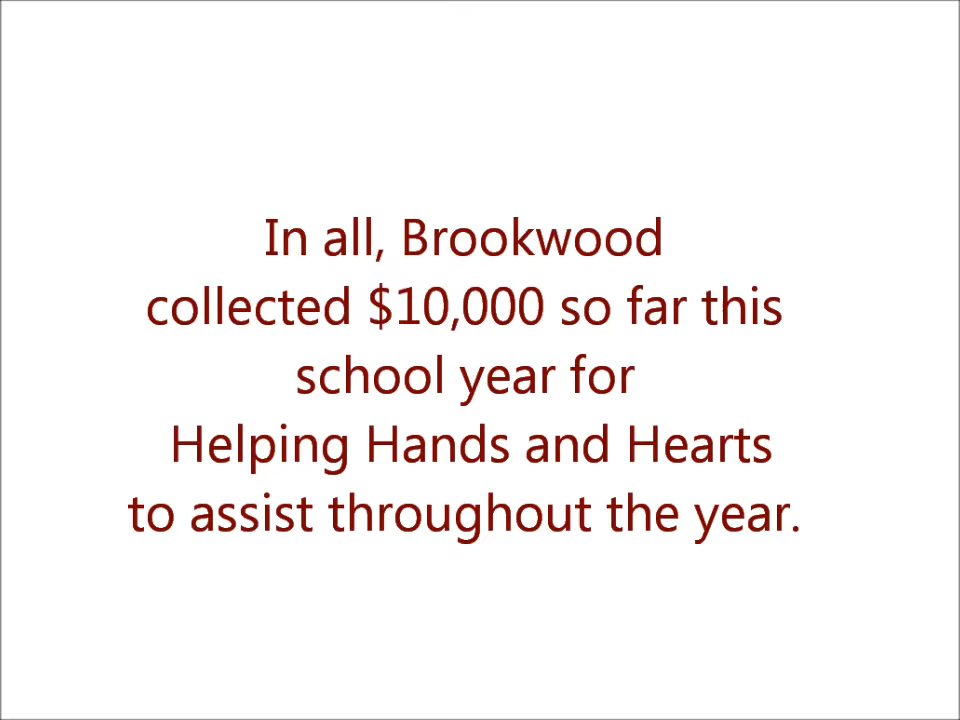 In all, Brookwood
collected $10,000 so far this
school year for
Helping Hands and Hearts
to assist throughout the year.